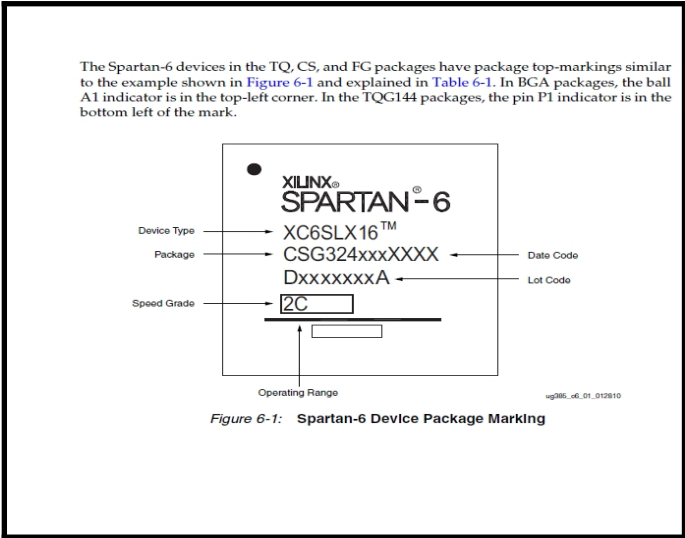 The Spartan-6 devices in the TQ, CS, and FG packages have package top-markings similar
to the example shown in Figure 6-1 and explained in Table 6-1. In BGA packages, the ball
A1 indicator is in the top-left corner. In the TQG144 packages, the pin P1 indicator is in the
bottom left of the mark.
XILINX®
SPARTAN®-6
Device Type XC6SLX16™
Package CSG324xxxXXXX Date Code
DxxxxxxxA Lot Code
Speed Grade 2C
Operating Range
ug385_c6_01_012810
Figure 6-1: Spartan-6 Device Package Marking